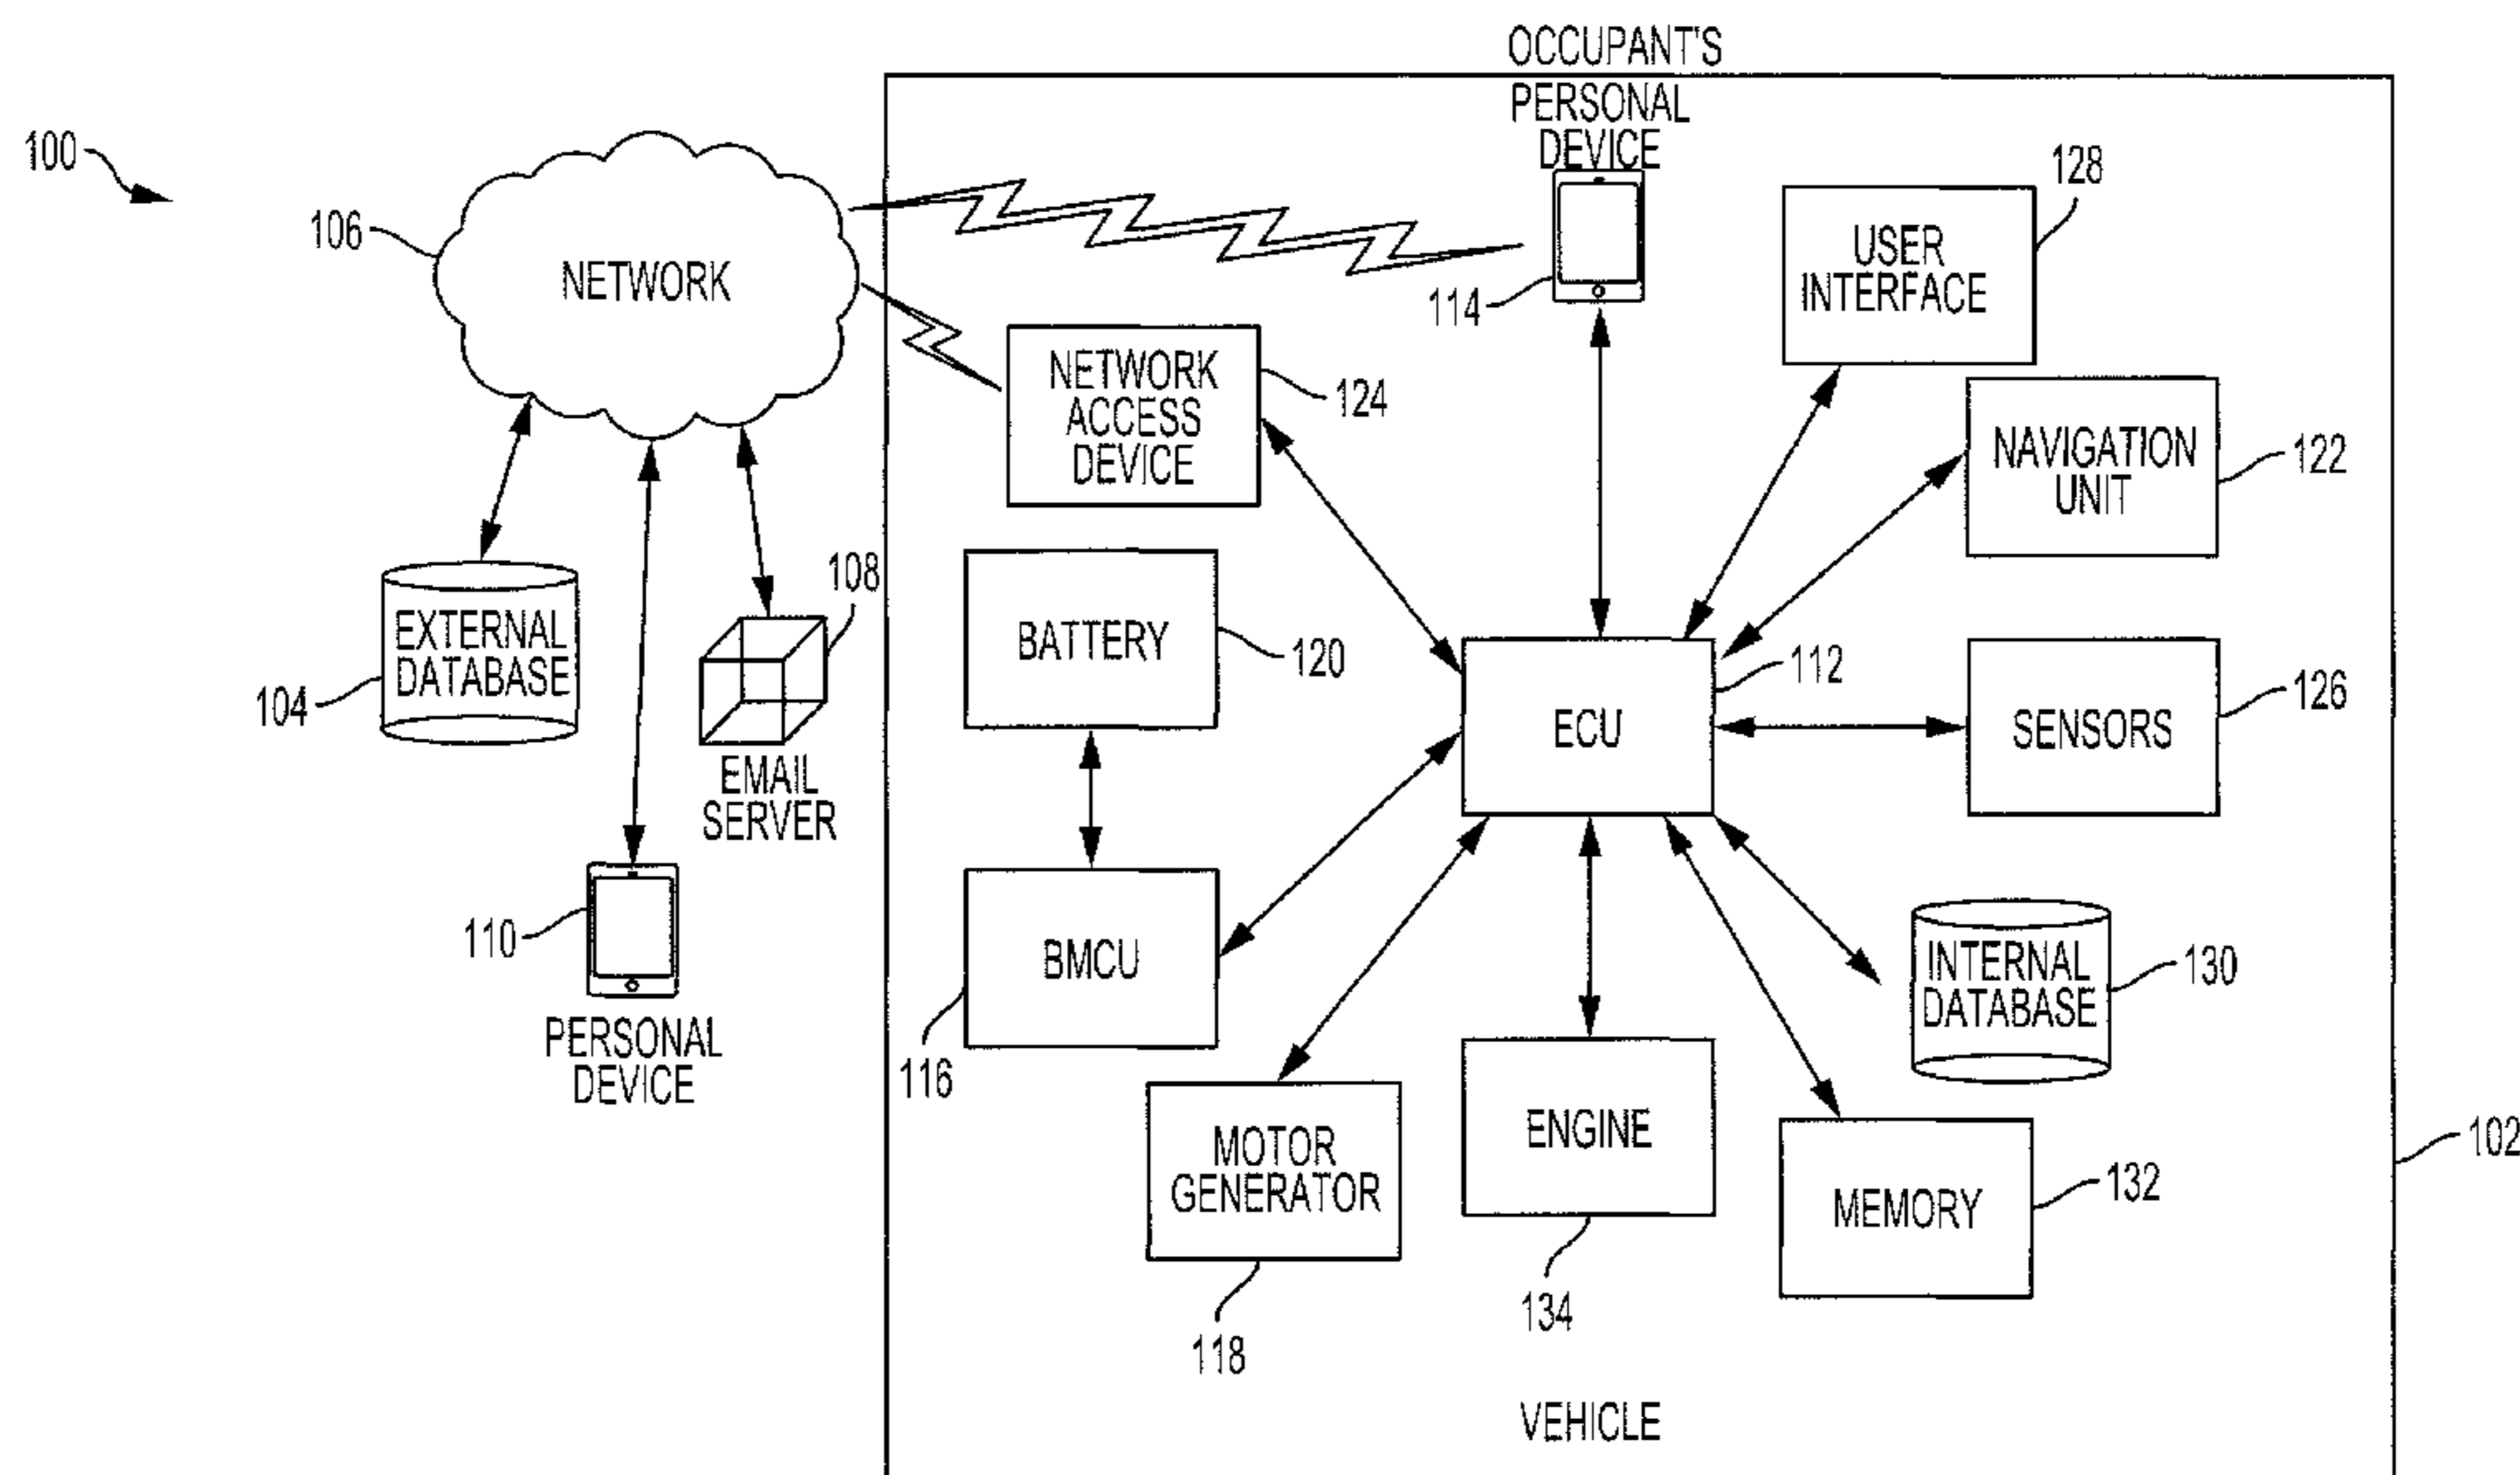 OCCUPANT'S
PERSONAL
DEVICE
100
106
NETWORK
114
USER
INTERFACE
128
NETWORK
ACCESS
DEVICE
124
NAVIGATION
UNIT
122
EXTERNAL
DATABASE
104
108
EMAIL
SERVER
BATTERY
120
ECU
112
SENSORS
126
110
PERSONAL
DEVICE
BMCU
116
INTERNAL
DATABASE
130
MOTOR
GENERATOR
118
ENGINE
134
MEMORY
132
102
VEHICLE